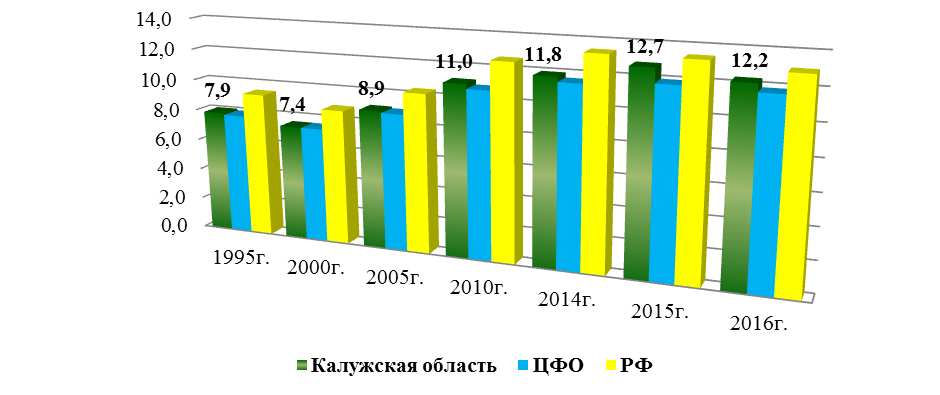 14,0
12,0
10,0
8,0
6,0
4,0
2,0
0,0
7,9
7,4
8,9
11,0
11,8
12,7
12,2
1995г.
2000г.
2005г.
2010г.
2014г.
2015г.
2016г.
Калужская область ЦФО РФ